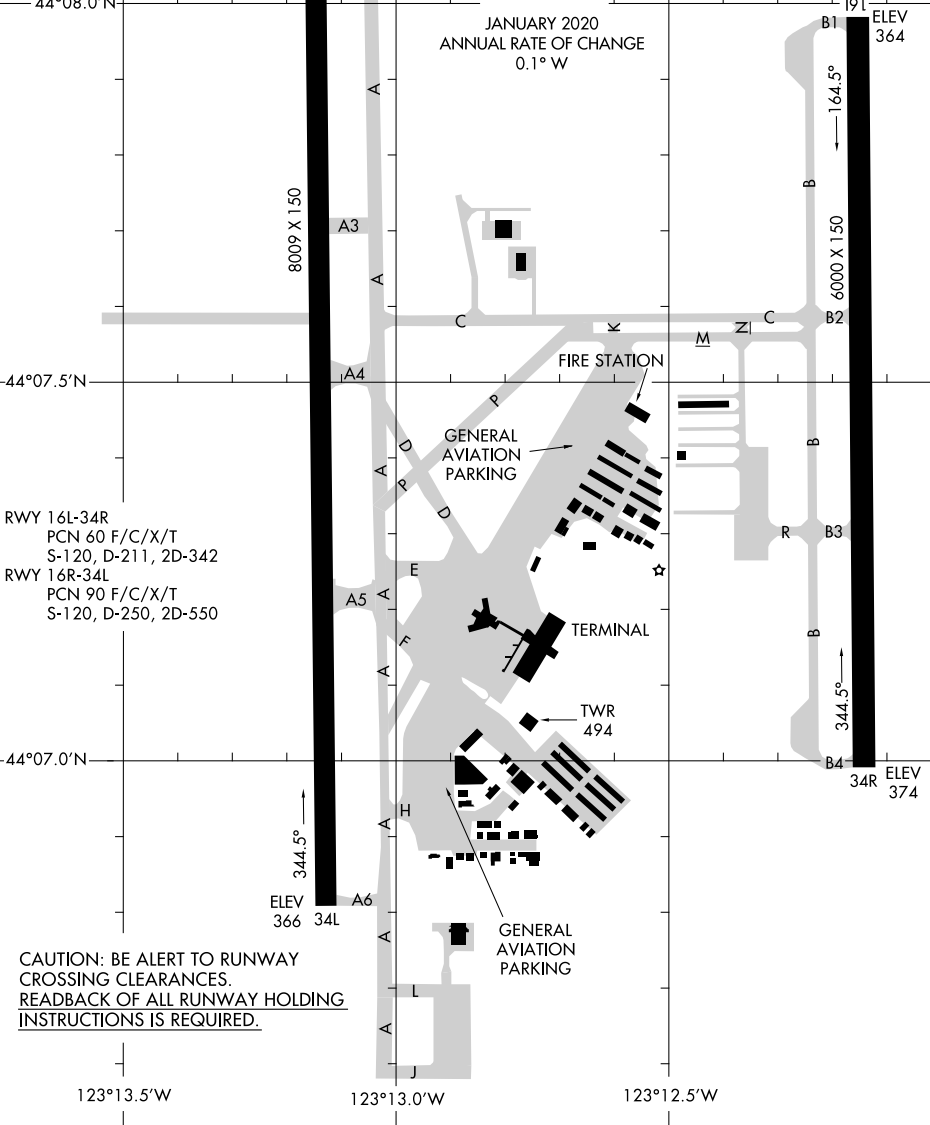 44°08.0'N
JANUARY 2020
ANNUAL RATE OF CHANGE
0.1° W
16L
ELEV
364
B1
A
164.5°
B
8009 X 150
A3
A
6000 X 150
C
K
N
C
B2
M
FIRE STATION
44°07.5'N
A4
P
D
GENERAL
AVIATION
PARKING
B
A
P
D
RWY 16L-34R
PCN 60 F/C/X/T
S-120, D-211, 2D-342
RWY 16R-34L
PCN 90 F/C/X/T
S-120, D-250, 2D-550
R
B3
E
A5
A
F
TERMINAL
B
A
344.5°
TWR
494
44°07.0'N
B4
34R
ELEV
374
H
A
344.5°
ELEV
366
34L
A6
A
GENERAL
AVIATION
PARKING
CAUTION: BE ALERT TO RUNWAY
CROSSING CLEARANCES.
READBACK OF ALL RUNWAY HOLDING
INSTRUCTIONS IS REQUIRED.
L
A
J
123°13.5'W
123°13.0'W
123°12.5'W